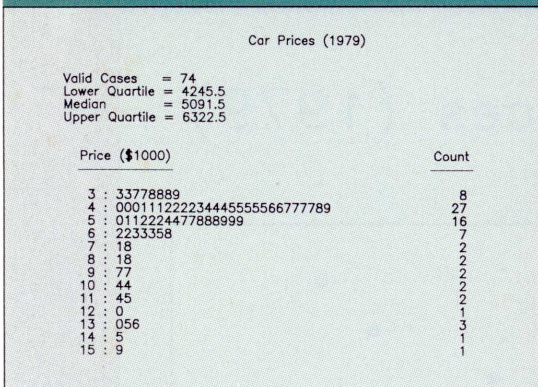 Car Prices (1979)
Valid Cases = 74
Lower Quartile = 4245.5
Median = 5091.5
Upper Quartile = 6322.5
Price ($1000) Count
3 : 33778889 8
4 : 000111222223444555556677789 27
5 : 0112224477888999 16
6 : 2233358 7
7 : 18 2
8 : 18 2
9 : 77 2
10 : 44 2
11 : 45 2
12 : 0 1
13 : 056 3
14 : 5 1
15 : 9 1